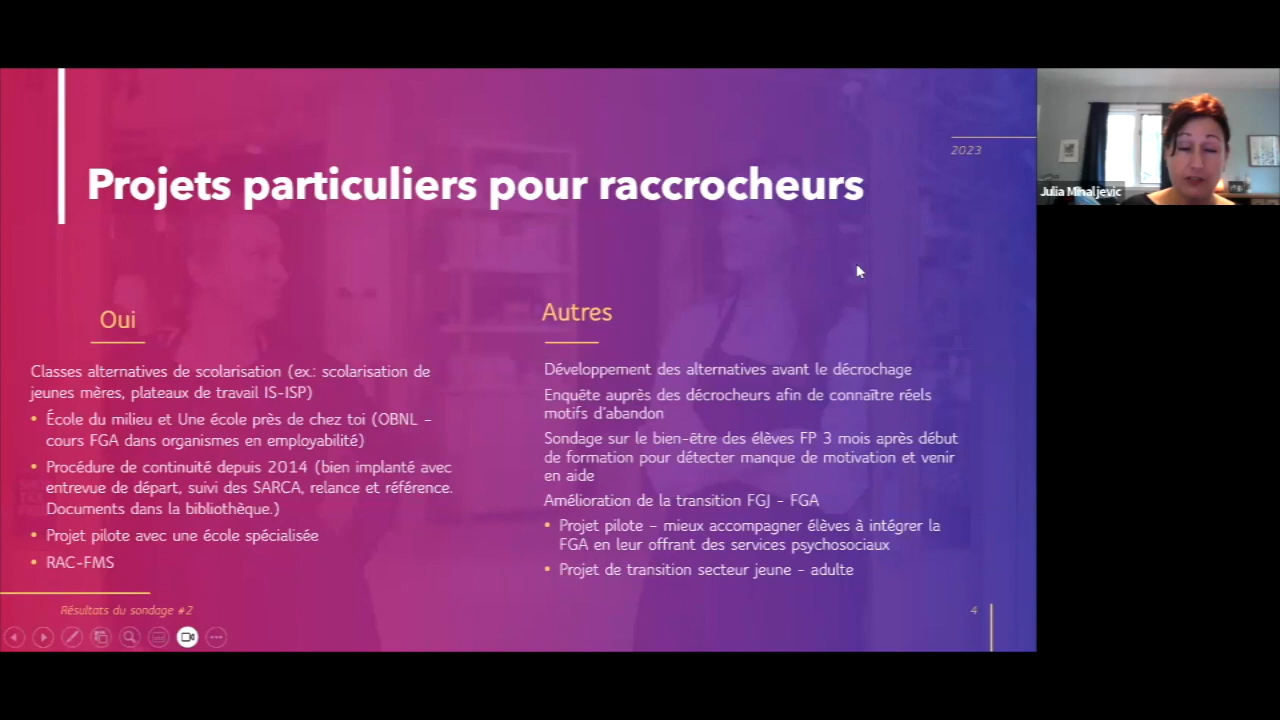 2023
Projets particuliers pour raccrocheurs
Oui
Classes alternatives de scolarisation (ex.: scolarisation de
jeunes mères, plateaux de travail IS-ISP)
• École du milieu et Une école près de chez toi (OBNL –
cours FGA dans organismes en employabilité)
• Procédure de continuité depuis 2014 (bien implanté avec
entrevue de départ, suivi des SARCA, relance et référence.
Documents dans la bibliothèque.)
• Projet pilote avec une école spécialisée
• RAC-FMS
Autres
Développement des alternatives avant le décrochage
Enquête auprès des décrocheurs afin de connaître réels
motifs d'abandon
Sondage sur le bien-être des élèves FP 3 mois après début
de formation pour détecter manque de motivation et venir
en aide
Amélioration de la transition FGJ – FGA
• Projet pilote – mieux accompagner élèves à intégrer la
FGA en leur offrant des services psychosociaux
• Projet de transition secteur jeune – adulte
Résultats du sondage #2
4
Julia Mihaljevic